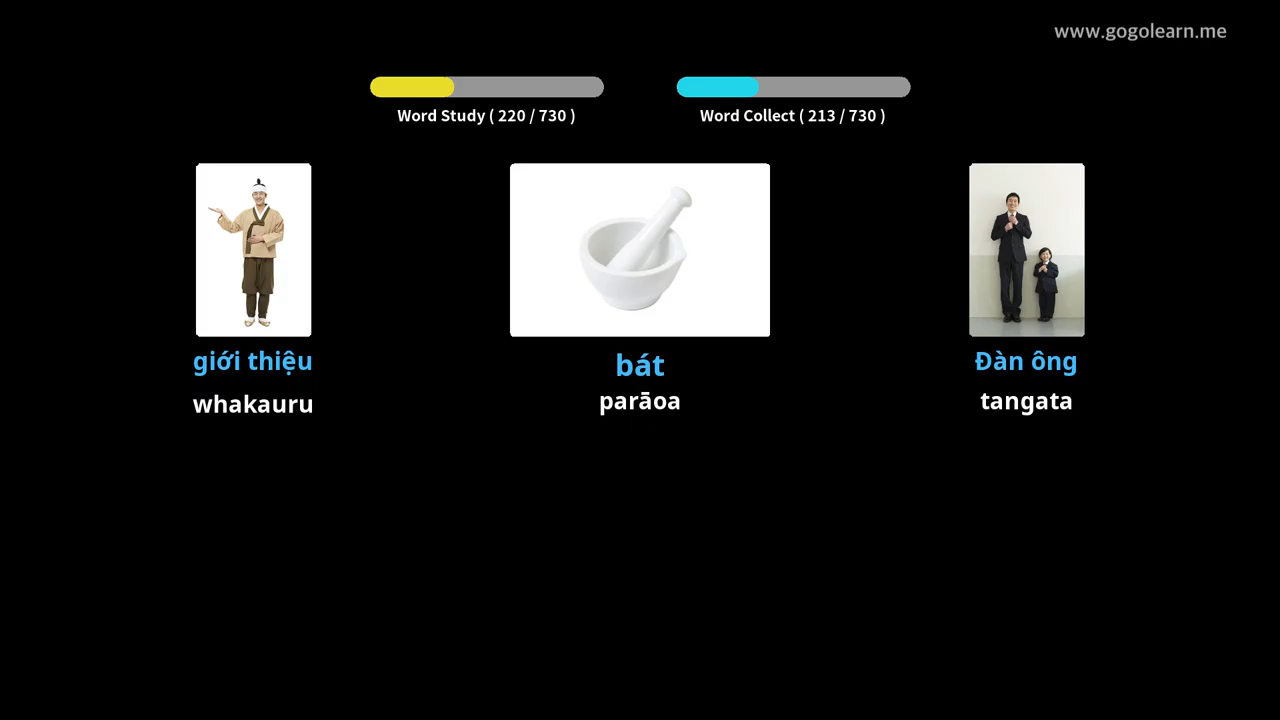 www.gogolearn.me
Word Study ( 220 / 730 )
Word Collect ( 213 / 730 )
giới thiệu
bát
Đàn ông
whakauru
parāoa
tangata